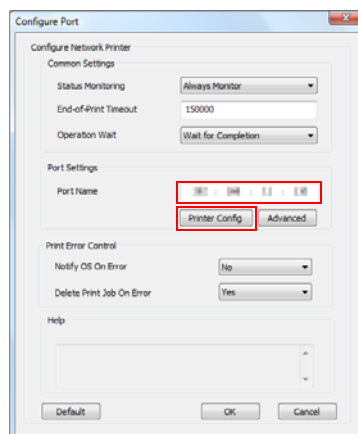 Configure Port
Configure Network Printer
Common Settings
Status Monitoring Always Monitor
End-of-Print Timeout 150000
Operation Wait Wait for Completion
Port Settings
Port Name
Printer Config Advanced
Print Error Control
Notify OS On Error No
Delete Print Job On Error Yes
Help
Default OK Cancel